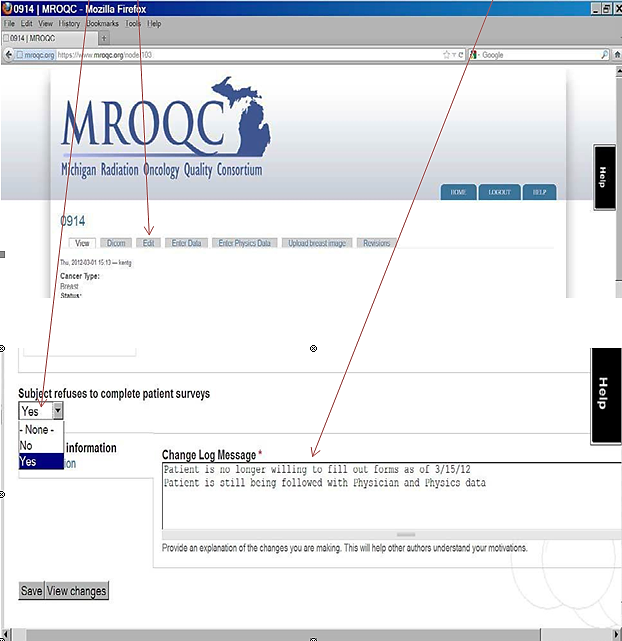 0914 | MROQC - Mozilla Firefox
File Edit View History Bookmarks Tools Help
0914 | MROQC
mroqc.org https://www.mroqc.org/node/103
Google
MROQC
Michigan Radiation Oncology Quality Consortium
Help
HOME LOGOUT HELP
0914
View Dicom Edit Enter Data Enter Physics Data Upload breast image Revisions
Thu, 2012-03-01 15:13 — kentg
Cancer Type:
Breast
Status:
Help
Subject refuses to complete patient surveys
Yes
- None -
No
Yes
information
Change Log Message *
Patient is no longer willing to fill out forms as of 3/15/12
Patient is still being followed with Physician and Physics data
Provide an explanation of the changes you are making. This will help other authors understand your motivations.
Save View changes